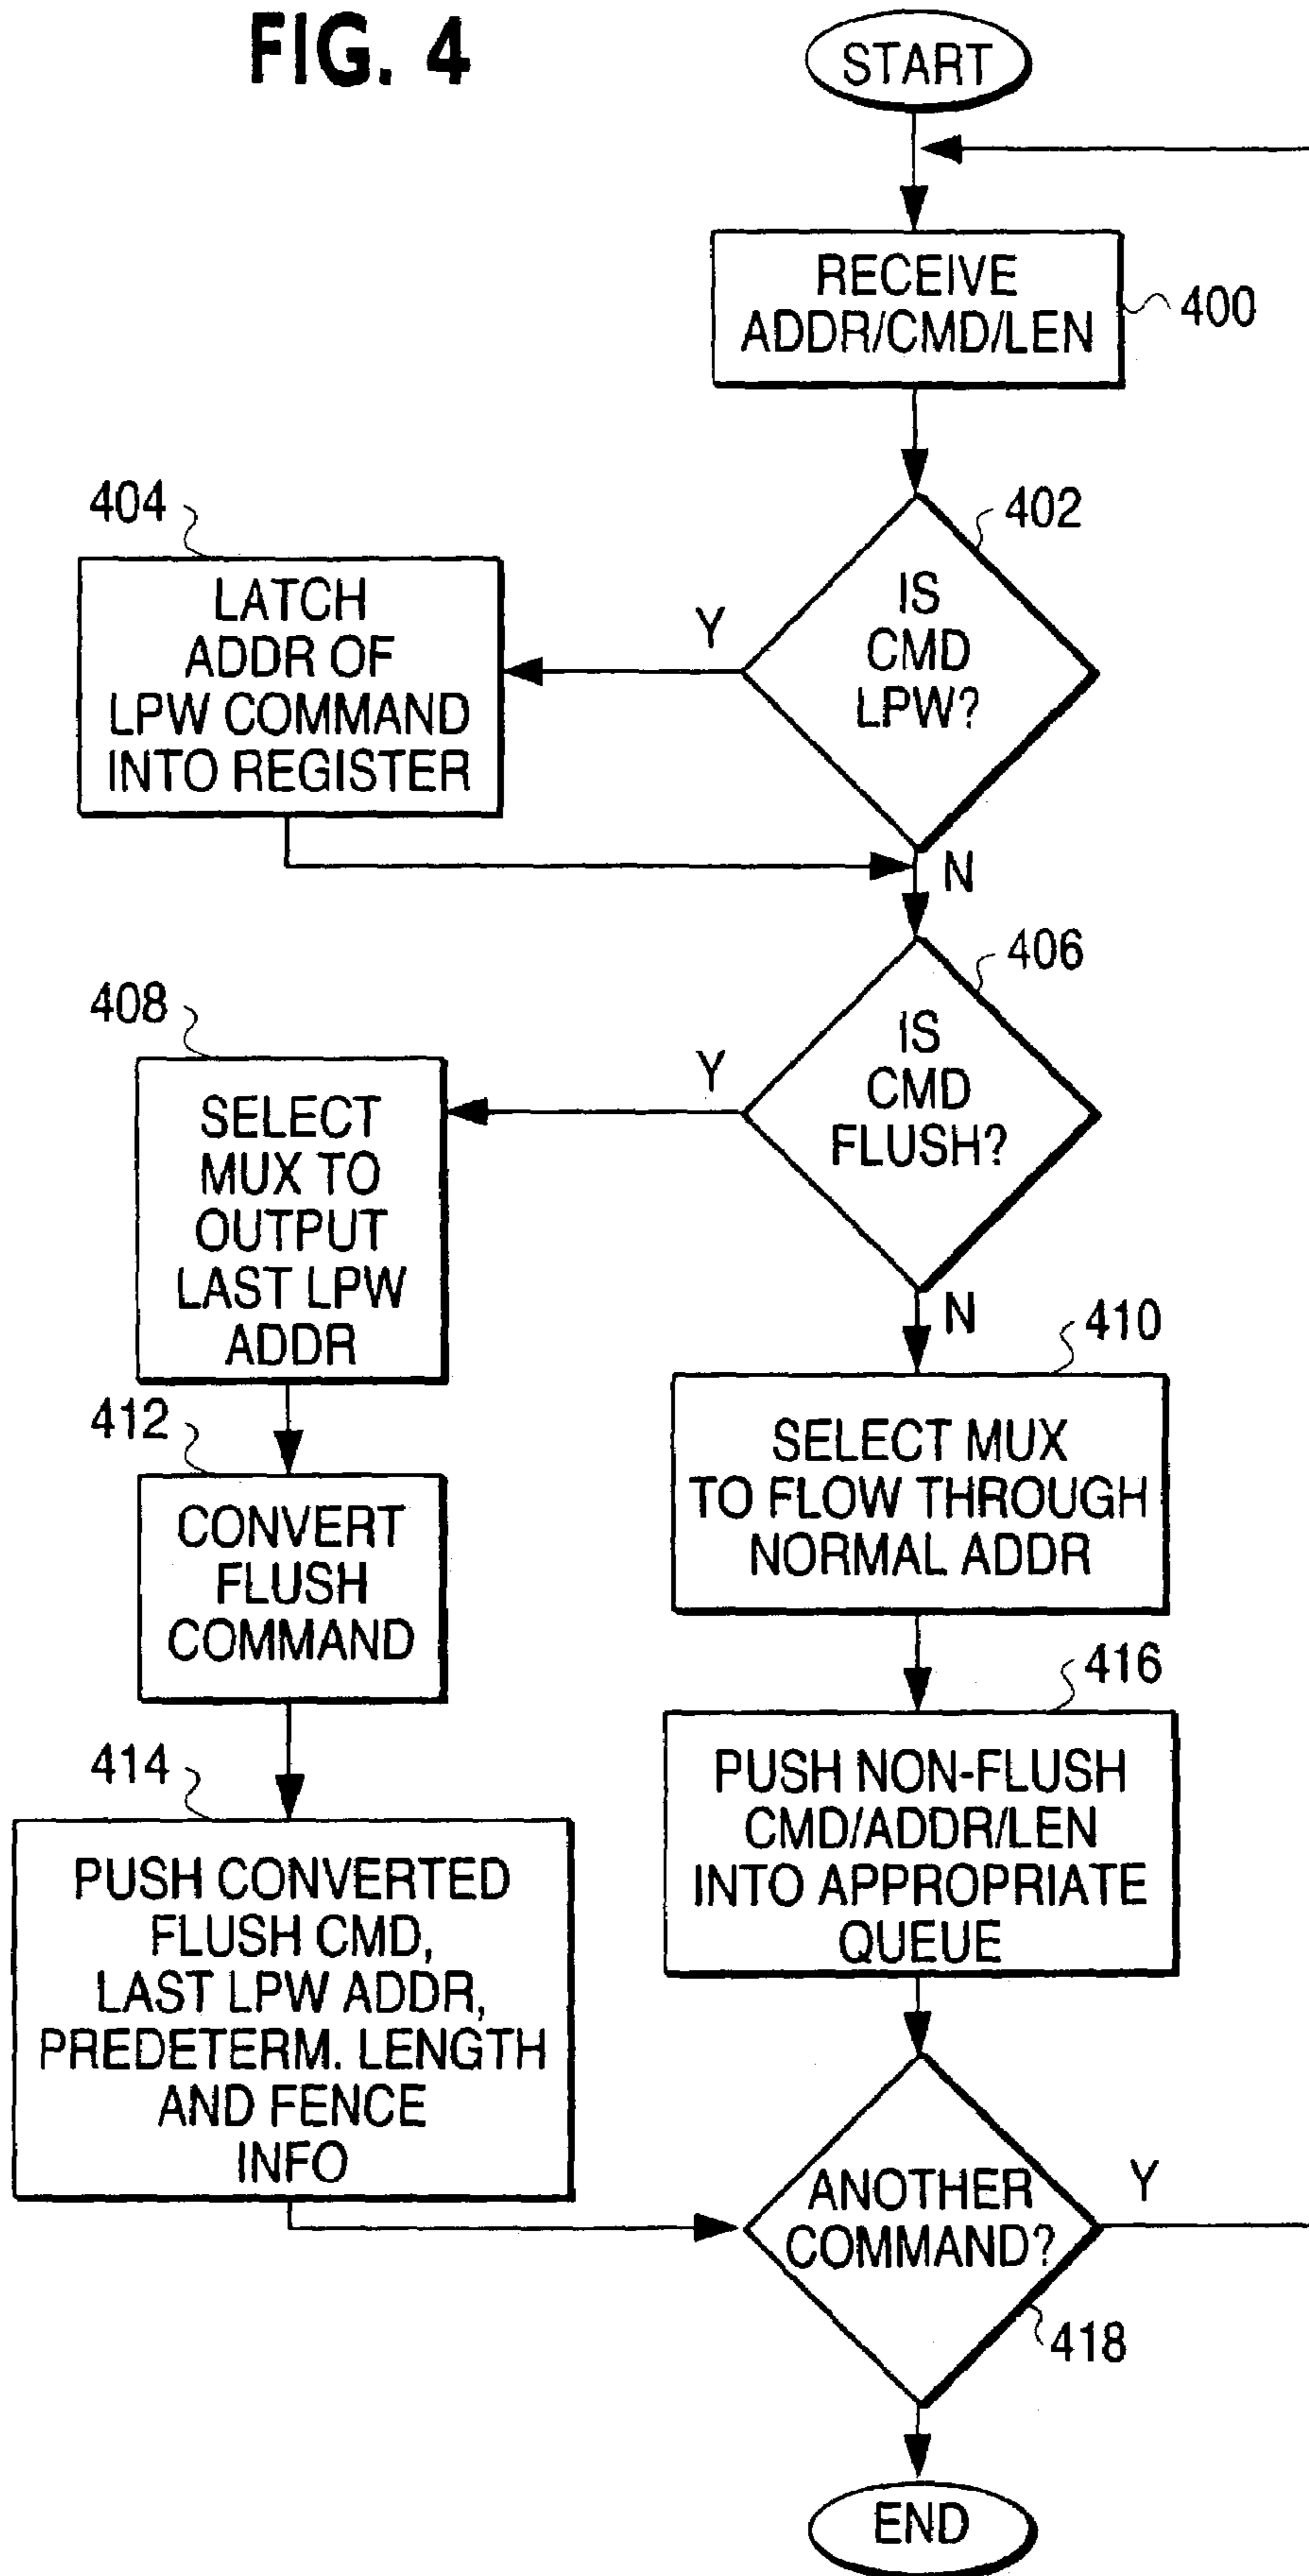 FIG. 4
START
RECEIVE
ADDR/CMD/LEN
400
402
IS
CMD
LPW?
Y
404
LATCH
ADDR OF
LPW COMMAND
INTO REGISTER
N
406
IS
CMD
FLUSH?
Y
408
SELECT
MUX TO
OUTPUT
LAST LPW
ADDR
N
410
SELECT MUX
TO FLOW THROUGH
NORMAL ADDR
412
CONVERT
FLUSH
COMMAND
416
PUSH NON-FLUSH
CMD/ADDR/LEN
INTO APPROPRIATE
QUEUE
414
PUSH CONVERTED
FLUSH CMD,
LAST LPW ADDR,
PREDETERM. LENGTH
AND FENCE
INFO
ANOTHER
COMMAND?
Y
418
END